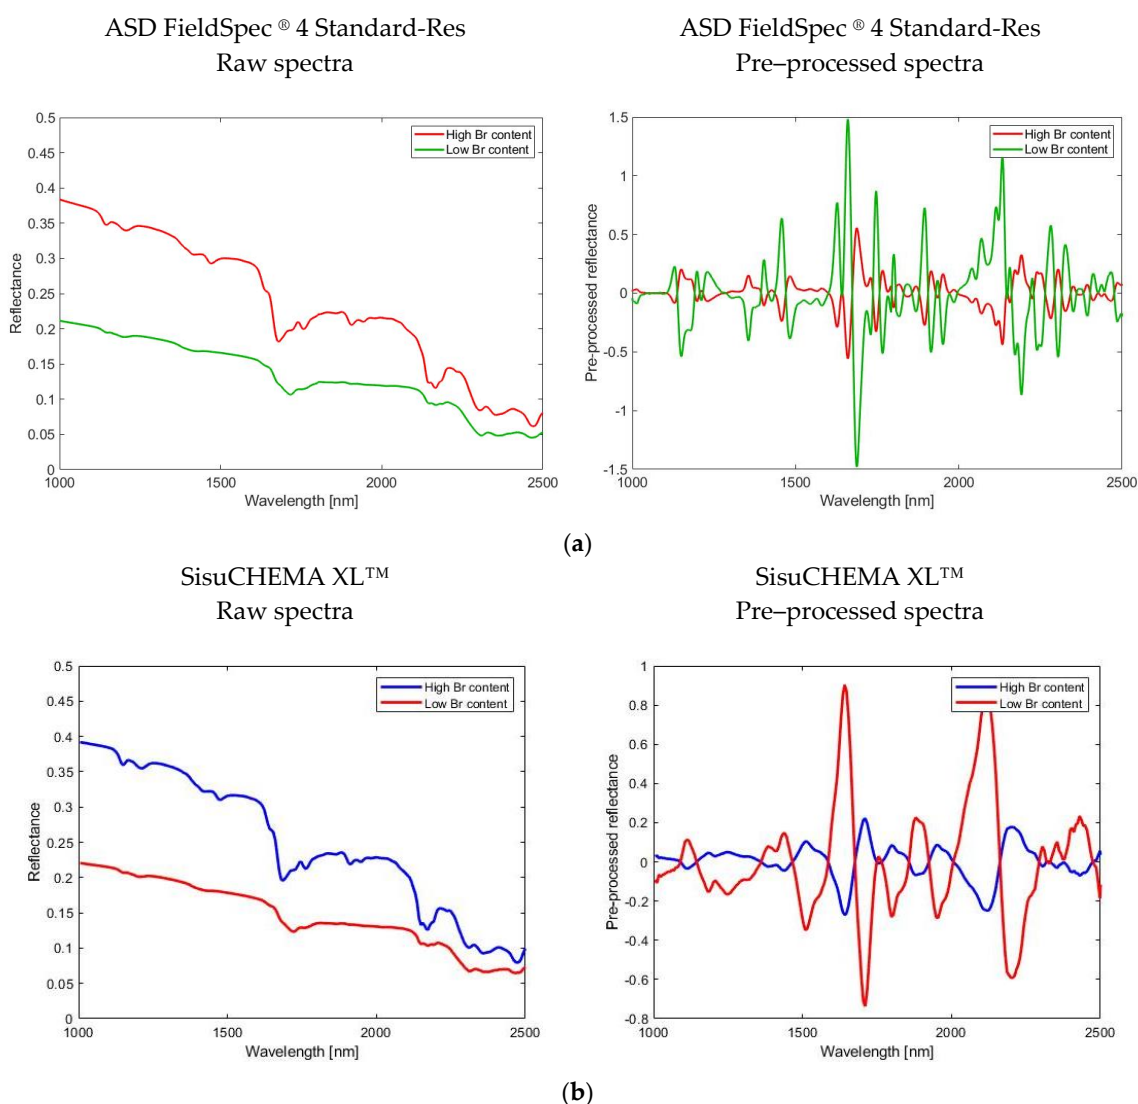 ASD FieldSpec ® 4 Standard-Res
Raw spectra
ASD FieldSpec ® 4 Standard-Res
Pre–processed spectra
0.5
0.45
0.4
0.35
0.3
0.25
0.2
0.15
0.1
0.05
0
Reflectance
High Br content
Low Br content
1000
1500
2000
2500
Wavelength [nm]
1.5
1
0.5
0
-0.5
-1
-1.5
Pre-processed reflectance
High Br content
Low Br content
1000
1500
2000
2500
Wavelength [nm]
(a)
SisuCHEMA XL™
Raw spectra
SisuCHEMA XL™
Pre–processed spectra
0.5
0.45
0.4
0.35
0.3
0.25
0.2
0.15
0.1
0.05
0
Reflectance
High Br content
Low Br content
1000
1500
2000
2500
Wavelength [nm]
1
0.8
0.6
0.4
0.2
0
-0.2
-0.4
-0.6
-0.8
Pre-processed reflectance
High Br content
Low Br content
1000
1500
2000
2500
Wavelength [nm]
(b)